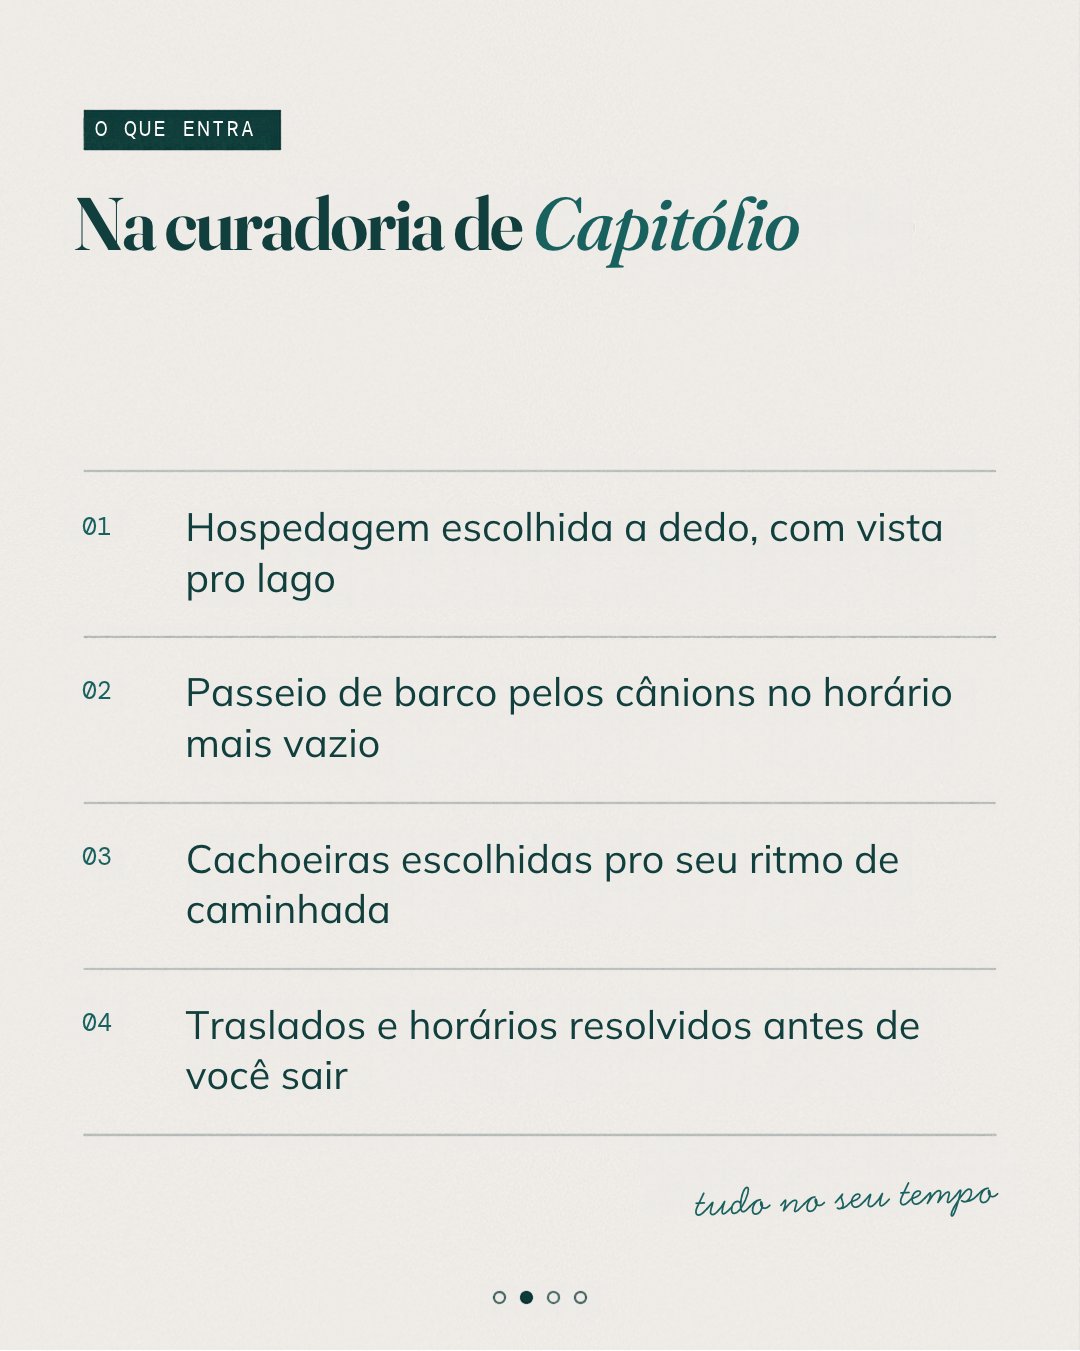 O QUE ENTRA
Na curadoria de Capitólio
01 Hospedagem escolhida a dedo, com vista
pro lago
02 Passeio de barco pelos cânions no horário
mais vazio
03 Cachoeiras escolhidas pro seu ritmo de
caminhada
04 Traslados e horários resolvidos antes de
você sair
tudo no seu tempo